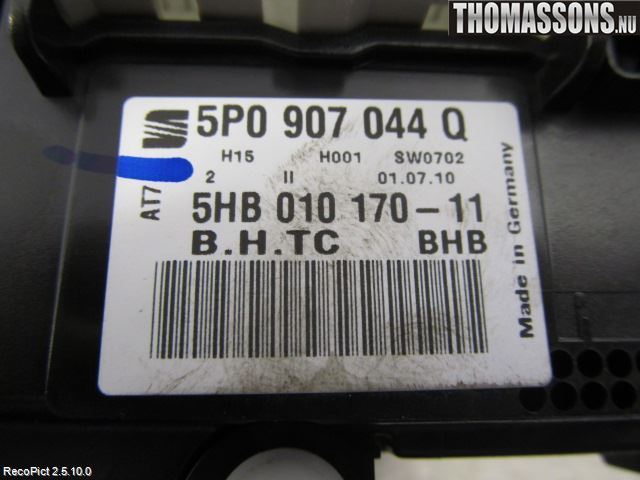 THOMASSONS.NU
5P0 907 044 Q
H15 H001 SW0702
2 II 01.07.10
AT7
5HB 010 170-11
B.H.TC BHB
Made in Germany
RecoPict 2.5.10.0